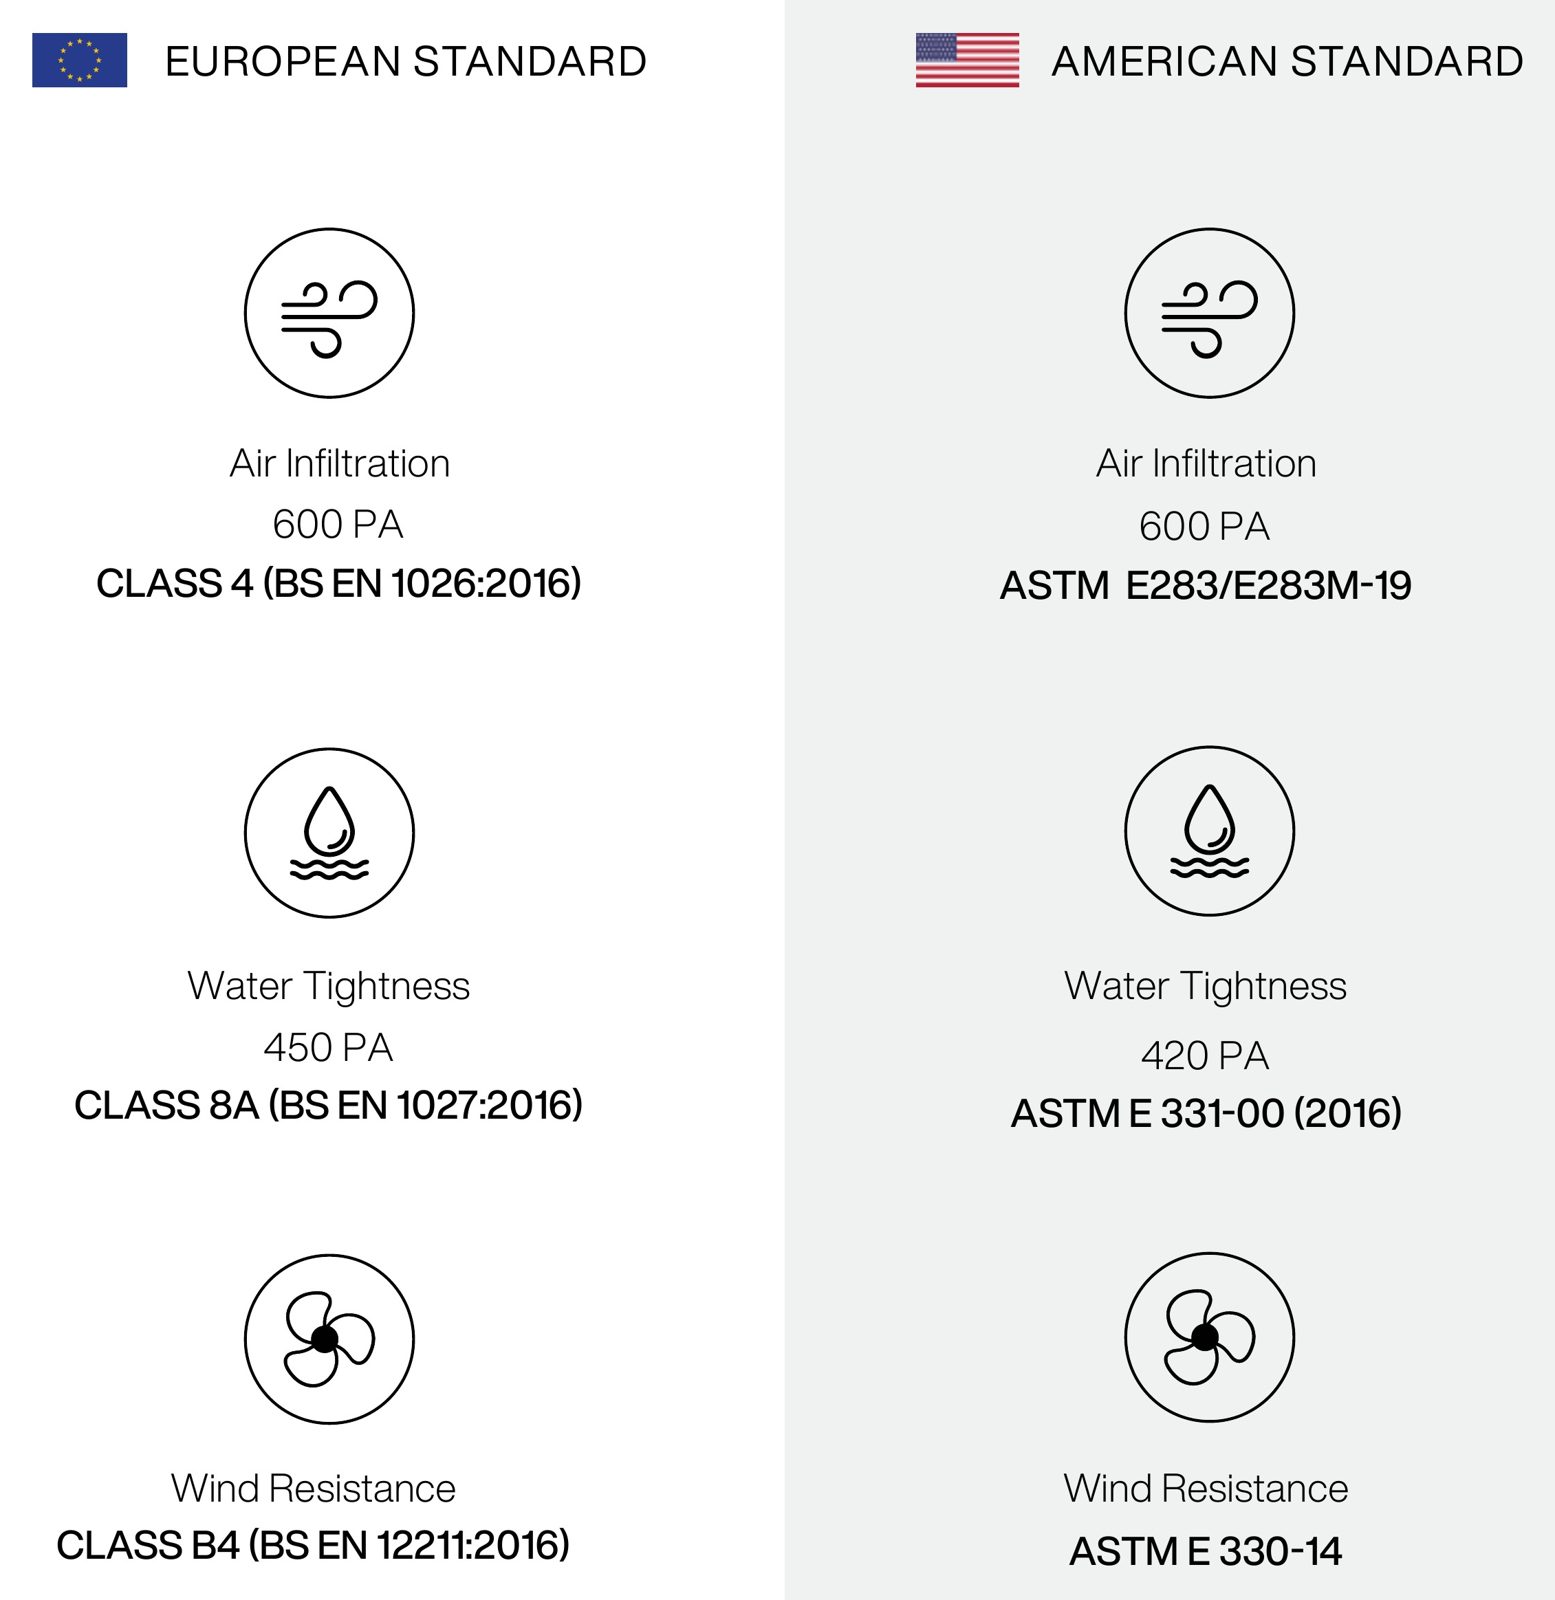 EUROPEAN STANDARD
Air Infiltration
600 PA
CLASS 4 (BS EN 1026:2016)
Water Tightness
450 PA
CLASS 8A (BS EN 1027:2016)
Wind Resistance
CLASS B4 (BS EN 12211:2016)
AMERICAN STANDARD
Air Infiltration
600 PA
ASTM  E283/E283M-19
Water Tightness
420 PA
ASTM E 331-00 (2016)
Wind Resistance
ASTM E 330-14